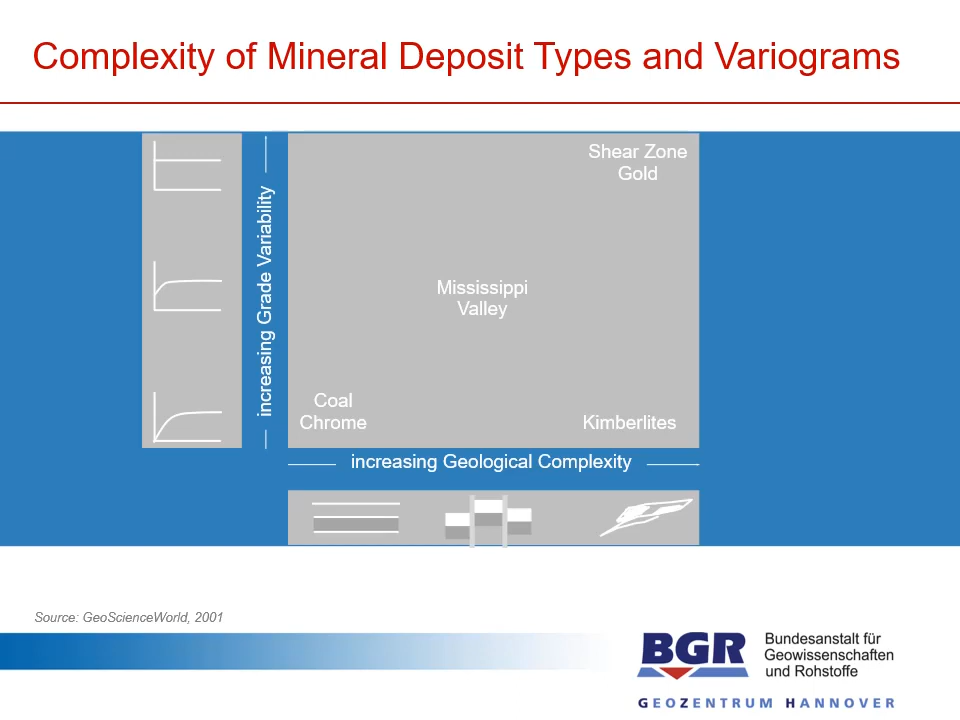 Complexity of Mineral Deposit Types and Variograms
increasing Grade Variability
Shear Zone
Gold
Mississippi
Valley
Coal
Chrome
Kimberlites
increasing Geological Complexity
Source: GeoScienceWorld, 2001
BGR
Bundesanstalt für
Geowissenschaften
und Rohstoffe
GEOZENTRUM HANNOVER